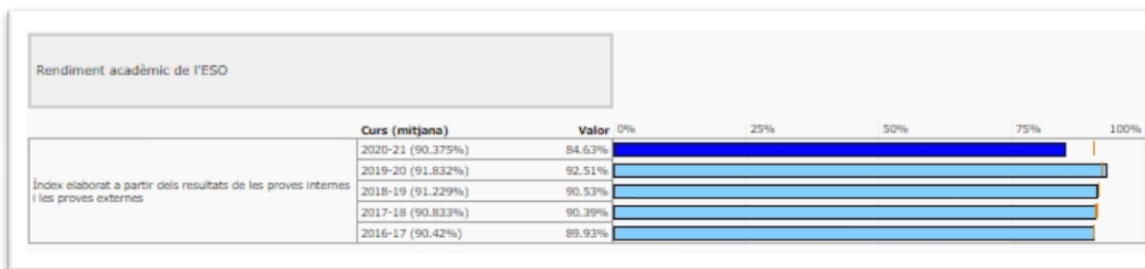 Rendiment acadèmic de l'ESO
Curs (mitjana) Valor 0% 25% 50% 75% 100%
2020-21 (90.375%) 84.63%
2019-20 (91.832%) 92.51%
Índex elaborat a partir dels resultats de les proves internes
i les proves externes
2018-19 (91.229%) 90.53%
2017-18 (90.833%) 90.39%
2016-17 (90.42%) 89.93%